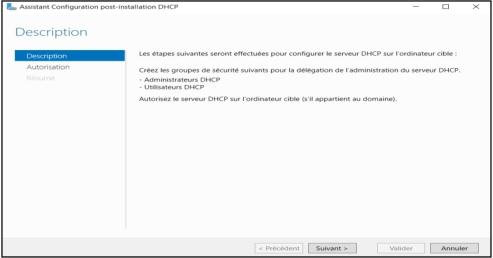 Assistant Configuration post-installation DHCP
Description
Description
Autorisation
Résumé
Les étapes suivantes seront effectuées pour configurer le serveur DHCP sur l'ordinateur cible :
Créez les groupes de sécurité suivants pour la délégation de l'administration du serveur DHCP.
- Administrateurs DHCP
- Utilisateurs DHCP
Autorisez le serveur DHCP sur l'ordinateur cible (s'il appartient au domaine).
< Précédent Suivant > Valider Annuler